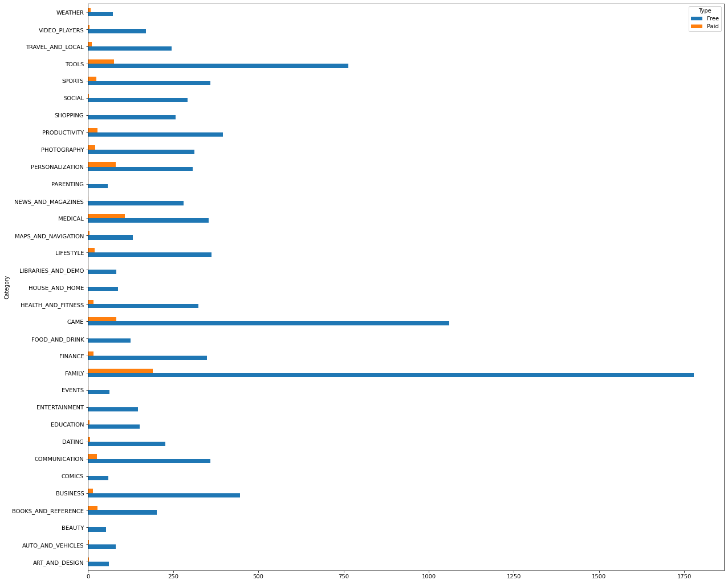 Type
Free
Paid
WEATHER
VIDEO_PLAYERS
TRAVEL_AND_LOCAL
TOOLS
SPORTS
SOCIAL
SHOPPING
PRODUCTIVITY
PHOTOGRAPHY
PERSONALIZATION
PARENTING
NEWS_AND_MAGAZINES
MEDICAL
MAPS_AND_NAVIGATION
LIFESTYLE
LIBRARIES_AND_DEMO
HOUSE_AND_HOME
HEALTH_AND_FITNESS
GAME
FOOD_AND_DRINK
FINANCE
FAMILY
EVENTS
ENTERTAINMENT
EDUCATION
DATING
COMMUNICATION
COMICS
BUSINESS
BOOKS_AND_REFERENCE
BEAUTY
AUTO_AND_VEHICLES
ART_AND_DESIGN
Category
0 250 500 750 1000 1250 1500 1750